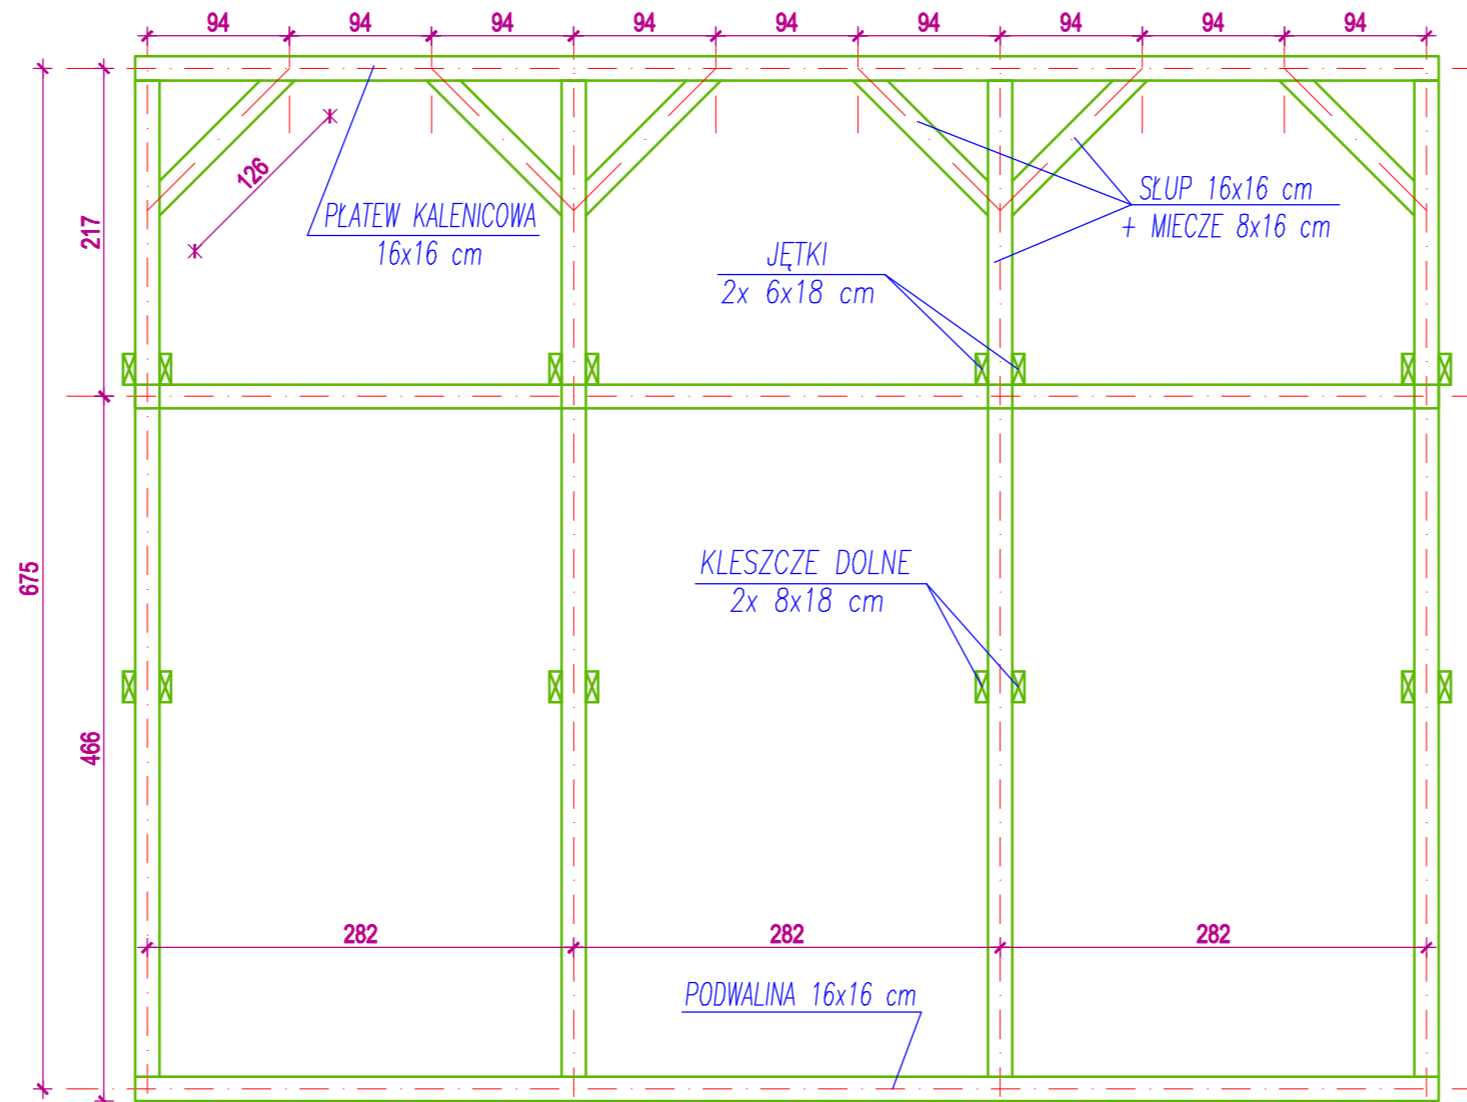 94 94 94 94 94 94 94 94 94
126
217
PŁATEW KALENICOWA
16x16 cm
SŁUP 16x16 cm
+ MIECZE 8x16 cm
JĘTKI
2x 6x18 cm
675
KLESZCZE DOLNE
2x 8x18 cm
466
282 282 282
PODWALINA 16x16 cm